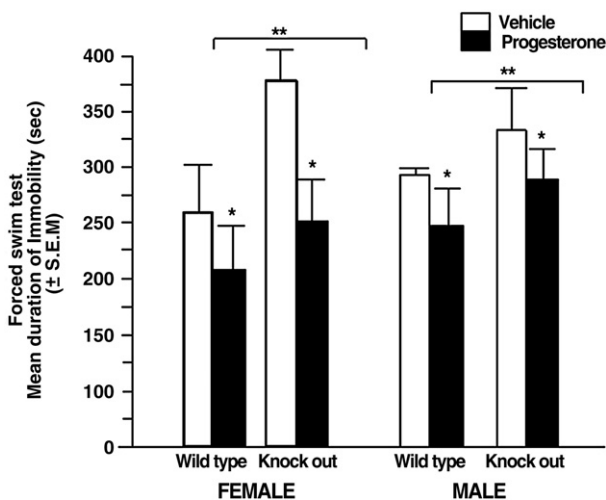 Vehicle
Progesterone
**
**
400
350
300
250
200
150
100
0
*
*
*
*
Forced swim test
Mean duration of Immobility (sec)
(± S.E.M)
Wild type Knock out Wild type Knock out
FEMALE MALE